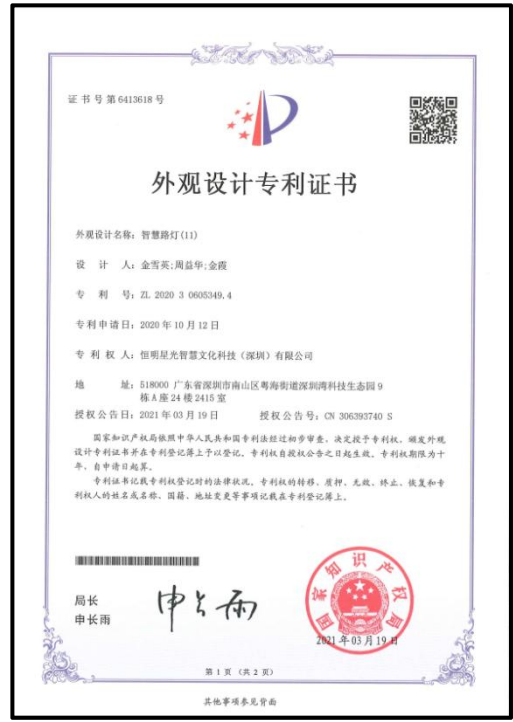 证书号第6413618号
外观设计专利证书
外观设计名称：智慧路灯(11)
设 计 人：金雪英;周益华;金霞
专 利 号：ZL 2020 3 0605349.4
专利申请日：2020年10月12日
专 利 权 人：恒明星光智慧文化科技（深圳）有限公司
地 址：518000 广东省深圳市南山区粤海街道深圳湾科技生态园9
栋A座24楼2415室
授权公告日：2021年03月19日 授权公告号：CN 306393740 S
国家知识产权局依照中华人民共和国专利法经过初步审查，决定授予专利权，颁发外观
设计专利证书并在专利登记簿上予以登记。专利权自授权公告之日起生效。专利权期限为十
年，自申请日起算。
专利证书记载专利权登记时的法律状况。专利权的转移、质押、无效、终止、恢复和专
利权人的姓名或名称、国籍、地址变更等事项记载在专利登记簿上。
局长
申长雨
申长雨
国家知识产权局
2021年03月19日
第 1 页 （共 2 页）
其他事项参见背面